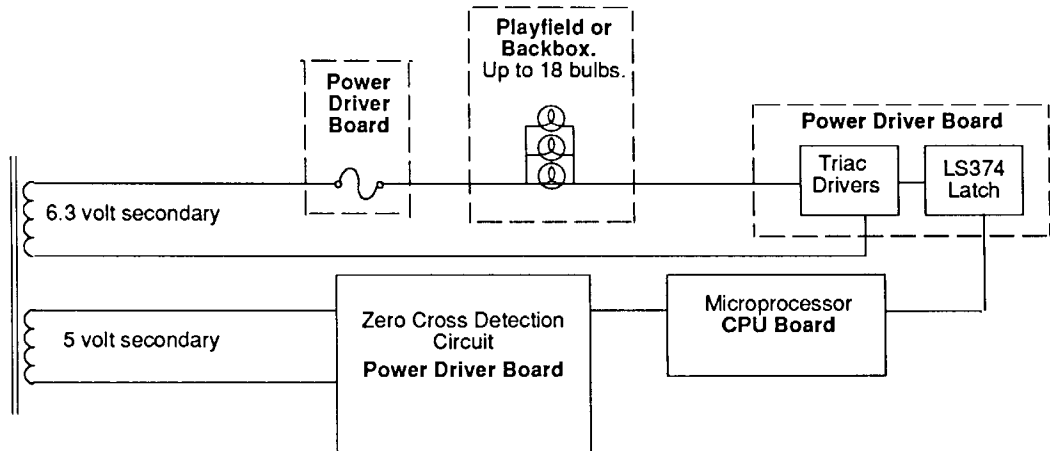 Playfield or
Backbox.
Up to 18 bulbs.
Power
Driver
Board
Power Driver Board
Triac
Drivers
LS374
Latch
6.3 volt secondary
5 volt secondary
Zero Cross Detection
Circuit
Power Driver Board
Microprocessor
CPU Board